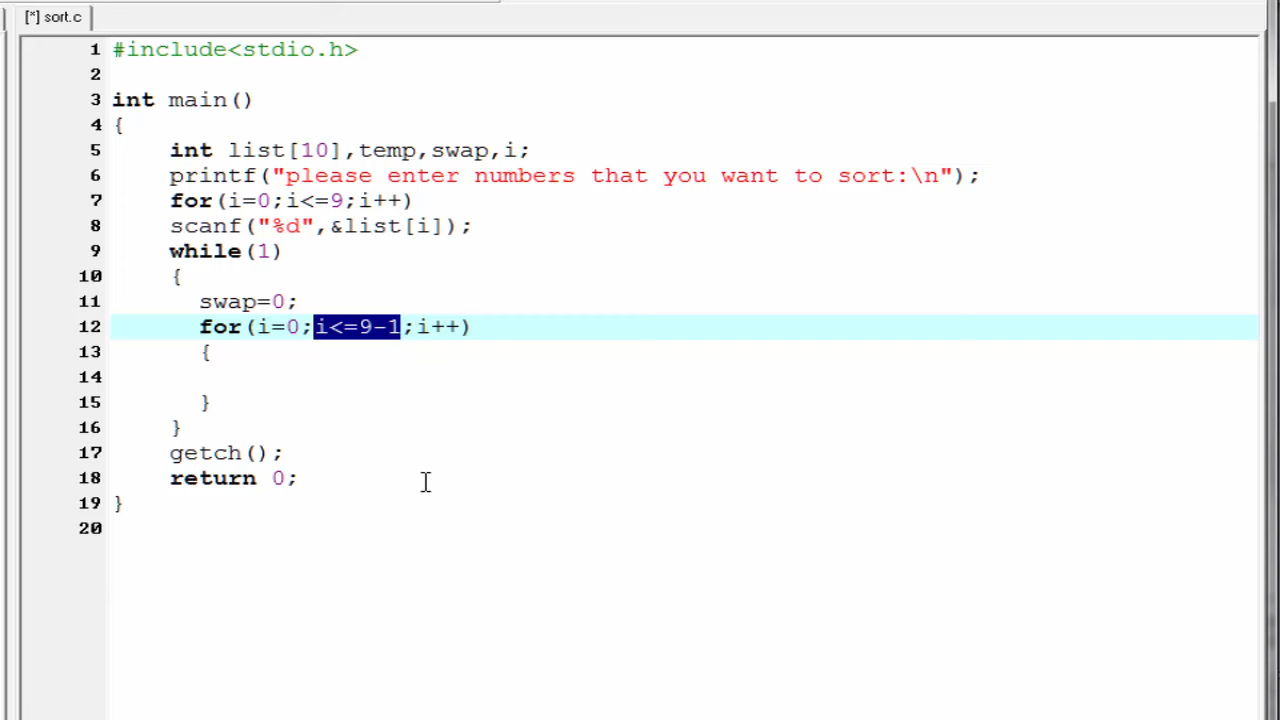 [*] sort.c
1 #include<stdio.h>
2
3 int main()
4 {
5 int list[10],temp,swap,i;
6 printf("please enter numbers that you want to sort:\n");
7 for(i=0;i<=9;i++)
8 scanf("%d",&list[i]);
9 while(1)
10 {
11 swap=0;
12 for(i=0;i<=9-1;i++)
13 {
14
15 }
16 }
17 getch();
18 return 0;
19 }
20